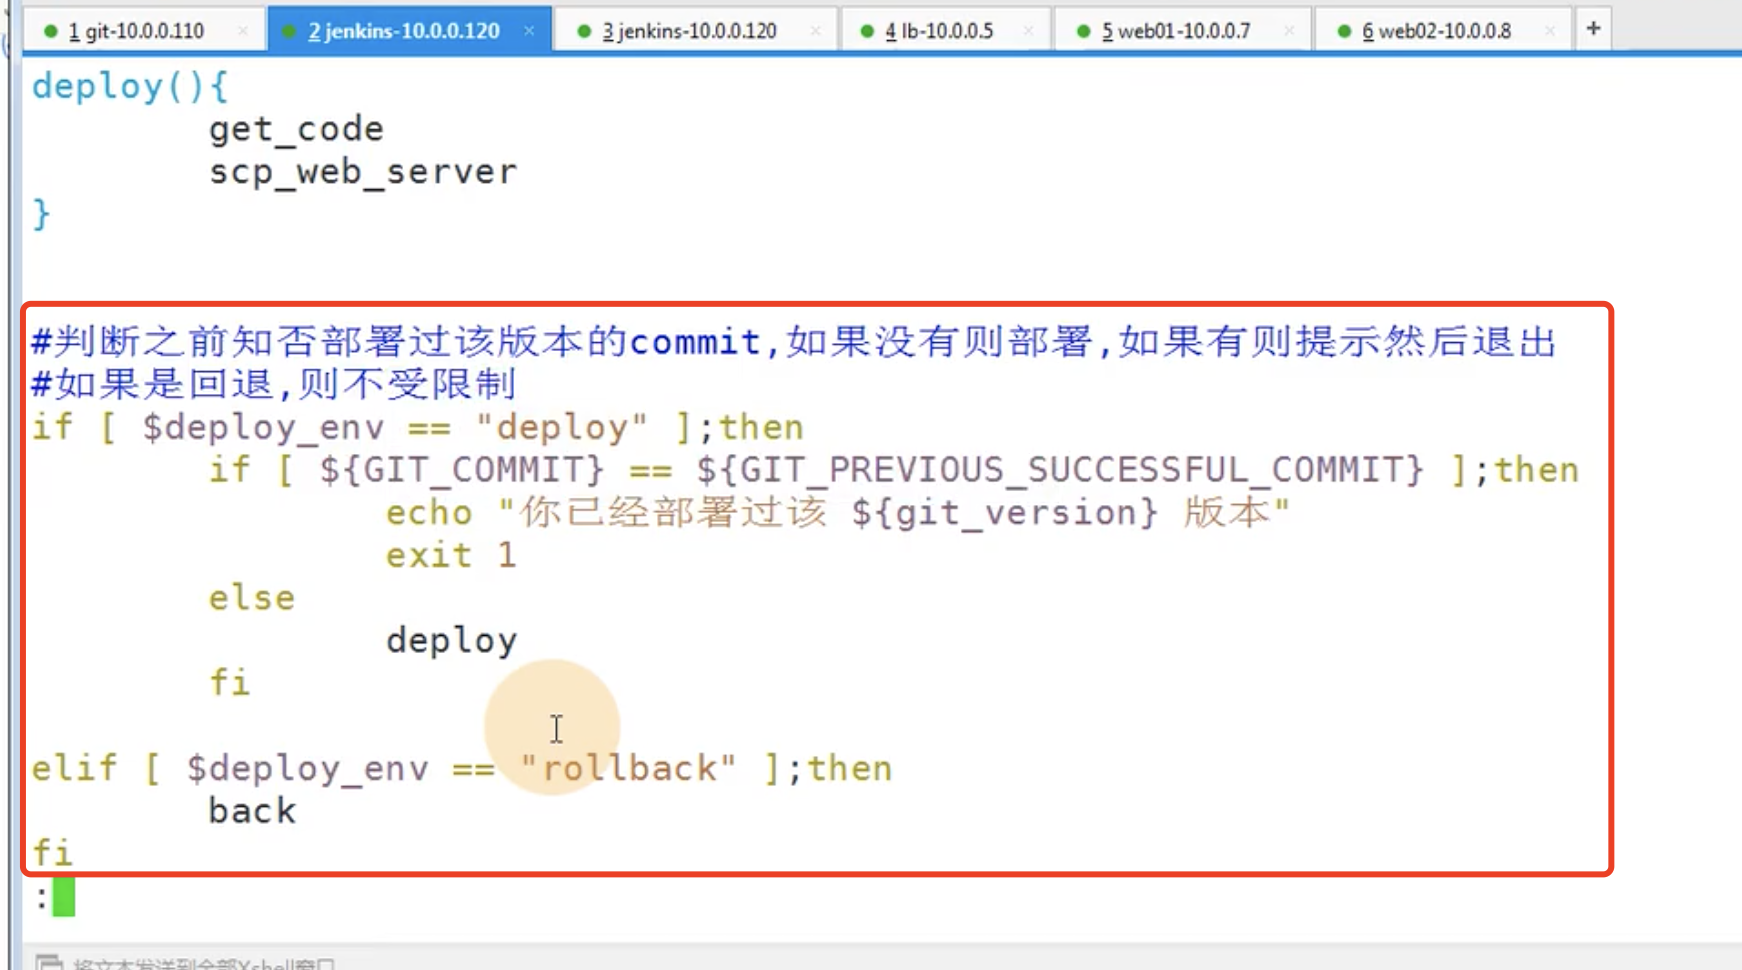 1 git-10.0.0.110 × 2 jenkins-10.0.0.120 × 3 jenkins-10.0.0.120 × 4 lb-10.0.0.5 × 5 web01-10.0.0.7 × 6 web02-10.0.0.8 × +
deploy(){
get_code
scp_web_server
}
#判断之前知否部署过该版本的commit,如果没有则部署,如果有则提示然后退出
#如果是回退,则不受限制
if [ $deploy_env == "deploy" ];then
if [ ${GIT_COMMIT} == ${GIT_PREVIOUS_SUCCESSFUL_COMMIT} ];then
echo "你已经部署过该 ${git_version} 版本"
exit 1
else
deploy
fi
elif [ $deploy_env == "rollback" ];then
back
fi
:
将文本发送到全部Xshell窗口